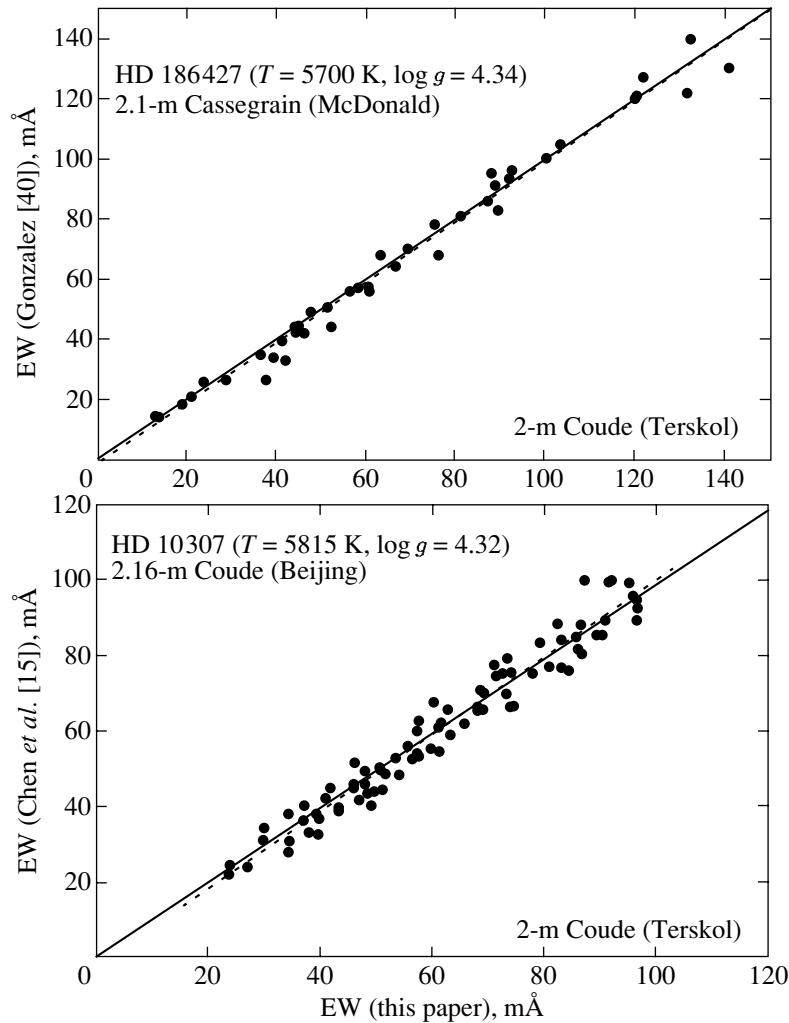 140
120
100
80
60
40
20
EW (Gonzalez [40]), mÅ
HD 186427 (T = 5700 K, log g = 4.34)
2.1-m Cassegrain (McDonald)
2-m Coude (Terskol)
0 20 40 60 80 100 120 140
120
100
80
60
40
20
EW (Chen et al. [15]), mÅ
HD 10307 (T = 5815 K, log g = 4.32)
2.16-m Coude (Beijing)
2-m Coude (Terskol)
0 20 40 60 80 100 120
EW (this paper), mÅ